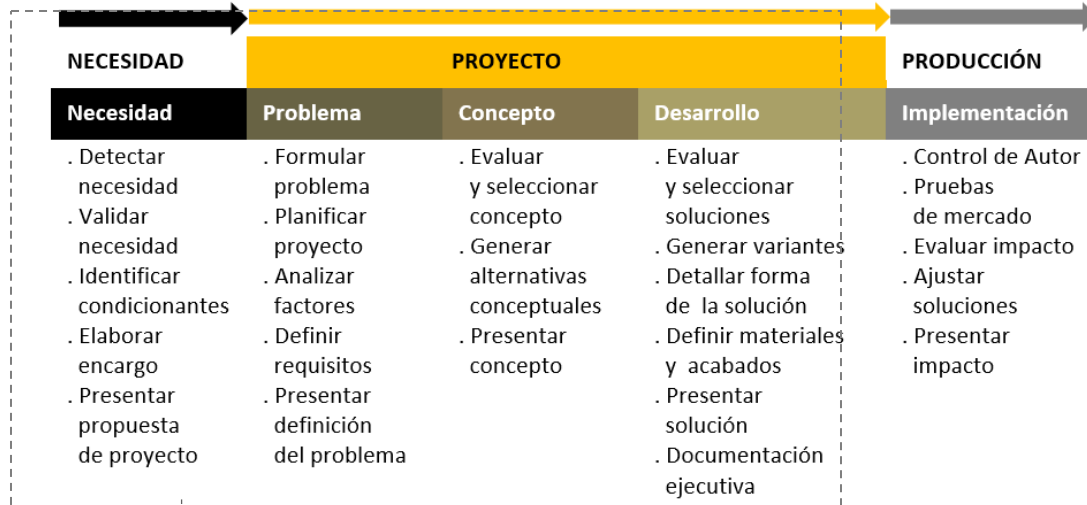 NECESIDAD
PROYECTO
PRODUCCIÓN
Necesidad
Problema
Concepto
Desarrollo
Implementación
. Detectar
necesidad
. Validar
necesidad
. Identificar
condicionantes
. Elaborar
encargo
. Presentar
propuesta
de proyecto
. Formular
problema
. Planificar
proyecto
. Analizar
factores
. Definir
requisitos
. Presentar
definición
del problema
. Evaluar
y seleccionar
concepto
. Generar
alternativas
conceptuales
. Presentar
concepto
. Evaluar
y seleccionar
soluciones
. Generar variantes
. Detallar forma
de la solución
. Definir materiales
y acabados
. Presentar
solución
. Documentación
ejecutiva
. Control de Autor
. Pruebas
de mercado
. Evaluar impacto
. Ajustar
soluciones
. Presentar
impacto